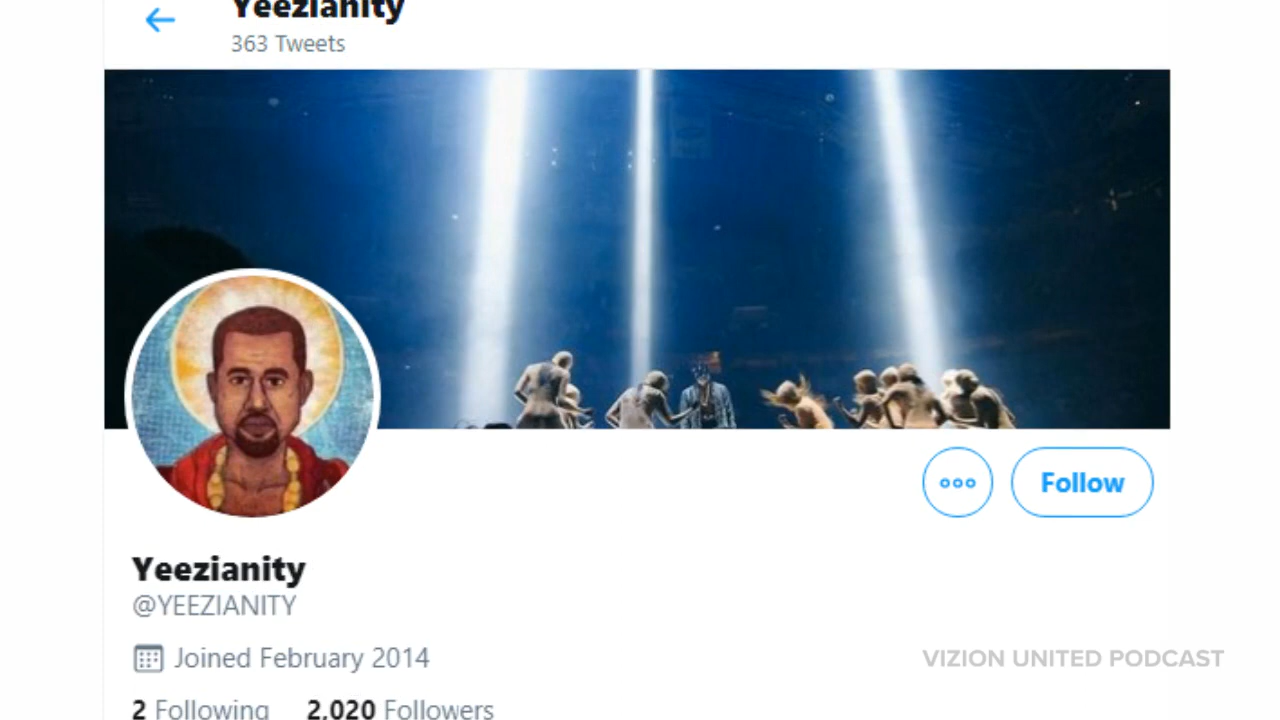 Yeezianity
363 Tweets
Follow
Yeezianity
@YEEZIANITY
Joined February 2014
2 Following 2,020 Followers
VIZION UNITED PODCAST